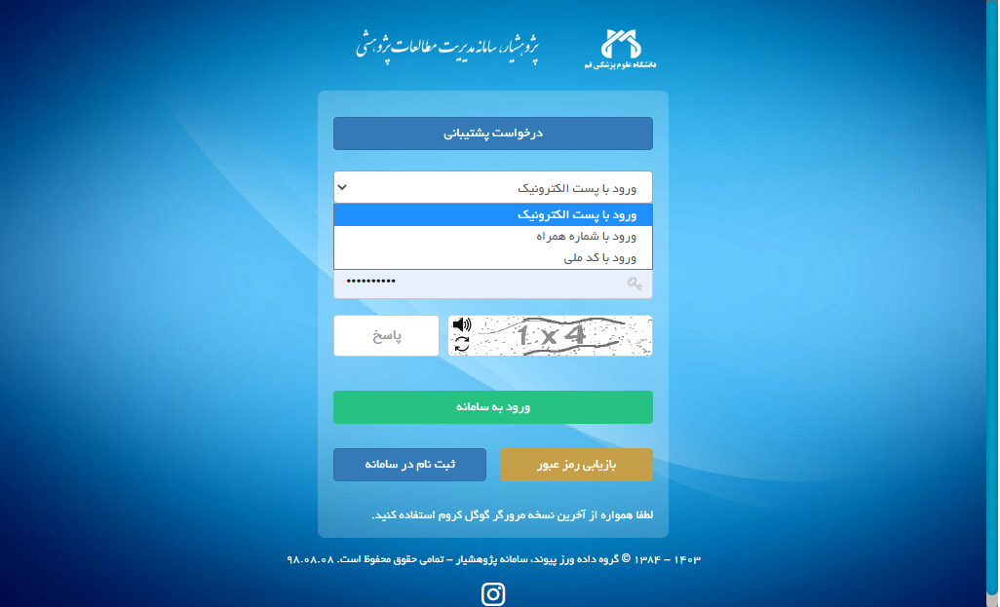 پژوهشیار، سامانه مدیریت مطالعات پژوهشی
دانشگاه علوم پزشکی قم
درخواست پشتیبانی
ورود با پست الکترونیک
ورود با پست الکترونیک
ورود با شماره همراه
ورود با کد ملی
••••••••••
1 x 4
پاسخ
ورود به سامانه
بازیابی رمز عبور
ثبت نام در سامانه
لطفا همواره از آخرین نسخه مرورگر گوگل کروم استفاده کنید.
۱۳۸۴ – ۱۴۰۳ © گروه داده ورز پیوند، سامانه پژوهشیار – تمامی حقوق محفوظ است. ۹۸.۰۸.۰۸